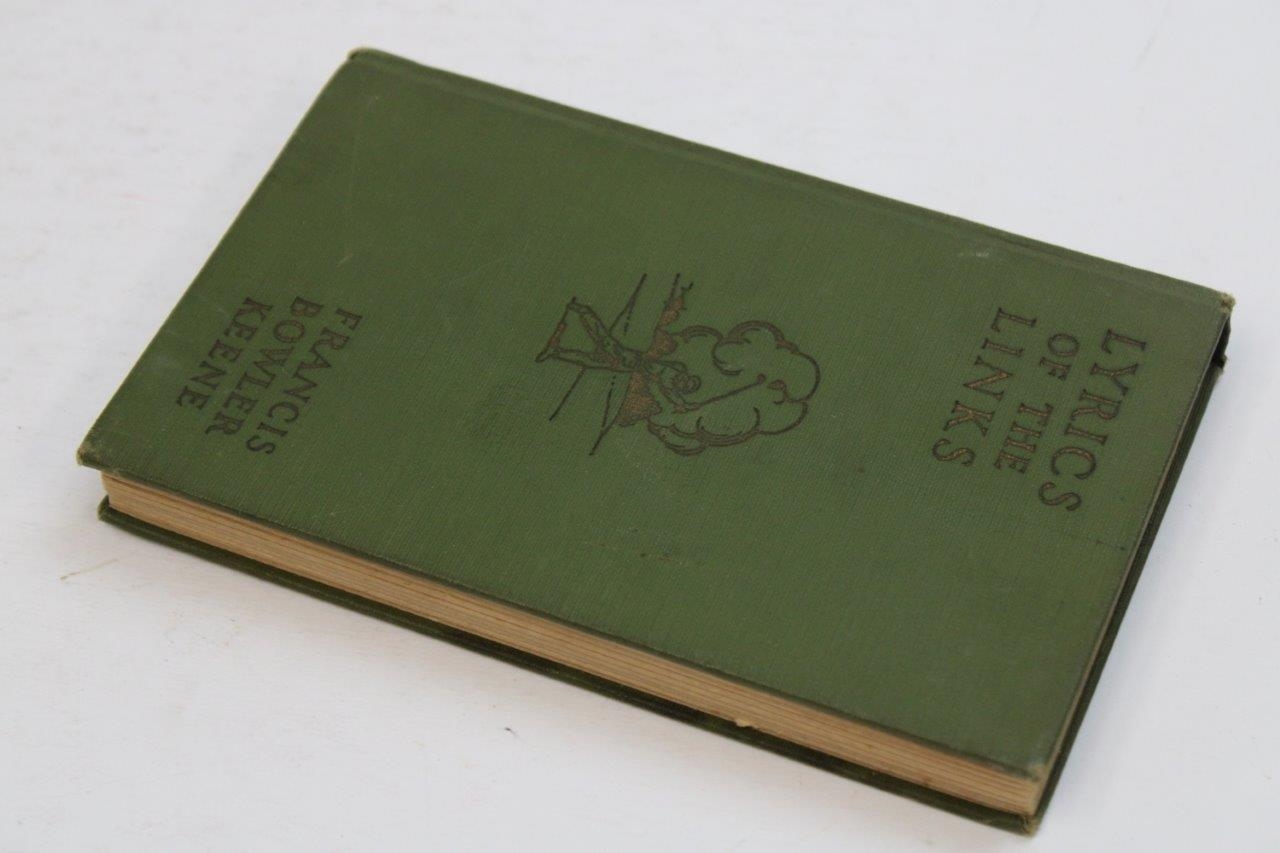 LYRICS
OF THE
LINKS
FRANCIS
BOWLER
KEENE